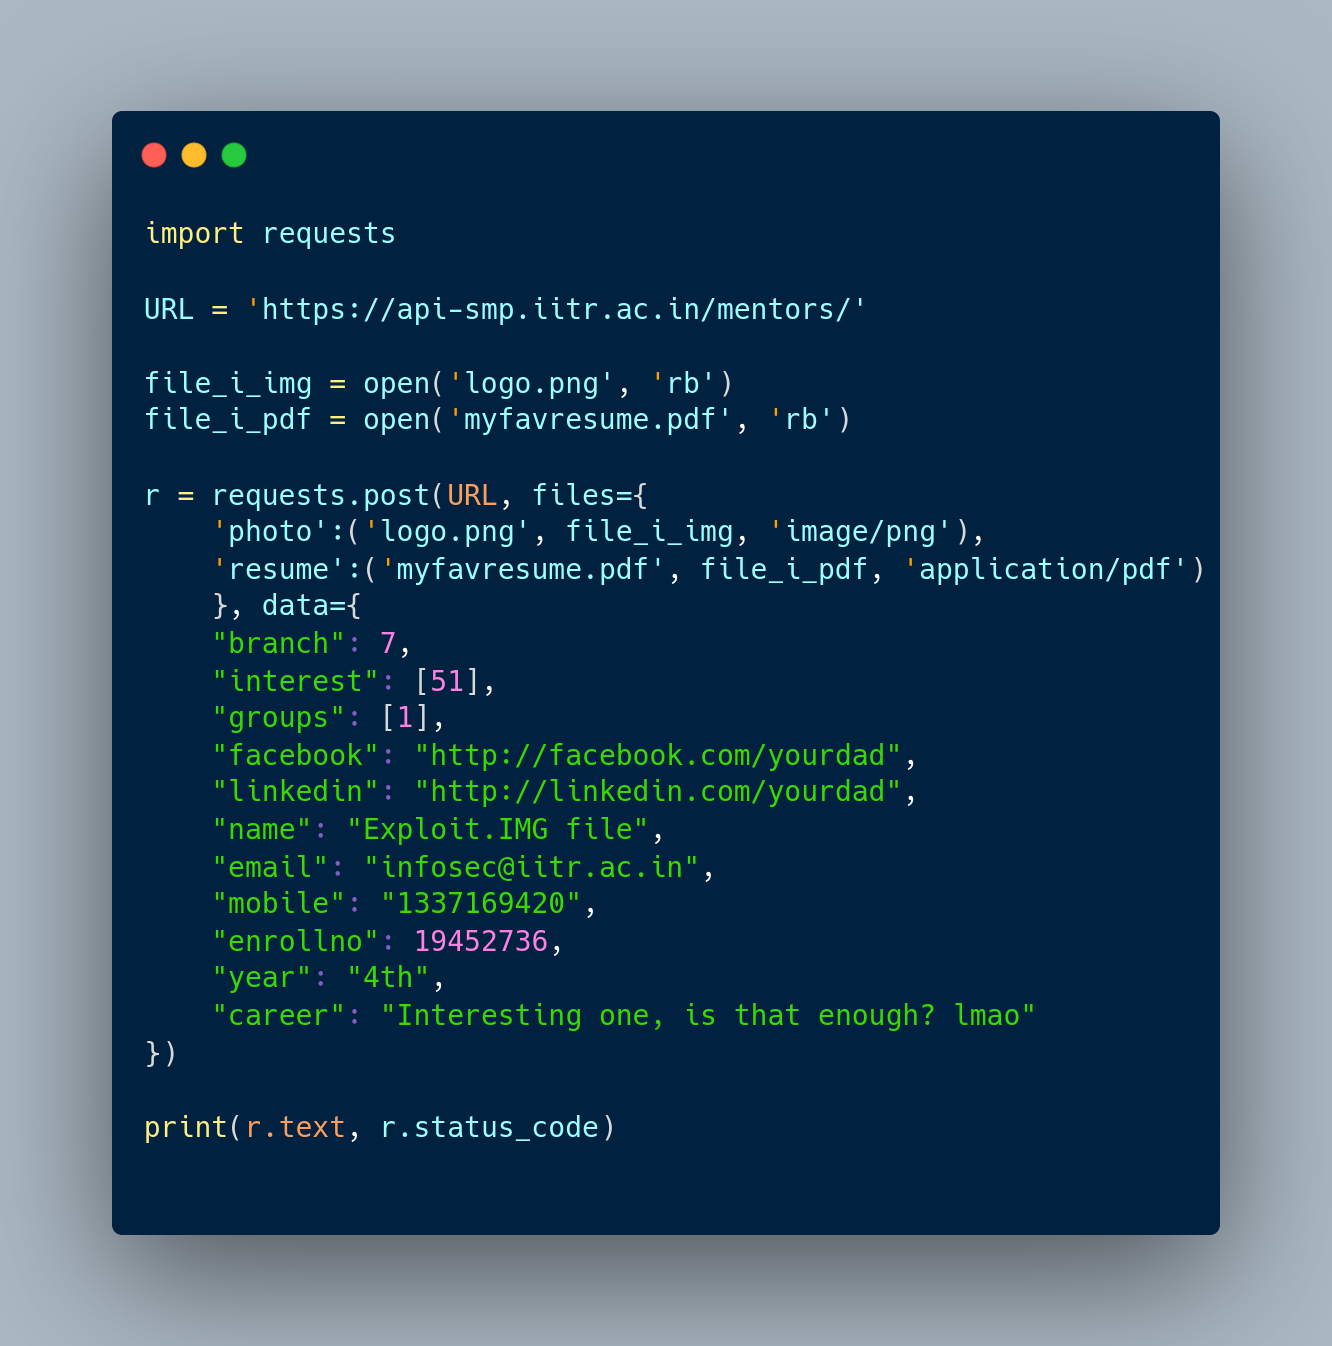 import requests
URL = 'https://api-smp.iitr.ac.in/mentors/'
file_i_img = open('logo.png', 'rb')
file_i_pdf = open('myfavresume.pdf', 'rb')
r = requests.post(URL, files={
    'photo':('logo.png', file_i_img, 'image/png'),
    'resume':('myfavresume.pdf', file_i_pdf, 'application/pdf')
    }, data={
    "branch": 7,
    "interest": [51],
    "groups": [1],
    "facebook": "http://facebook.com/yourdad",
    "linkedin": "http://linkedin.com/yourdad",
    "name": "Exploit.IMG file",
    "email": "infosec@iitr.ac.in",
    "mobile": "1337169420",
    "enrollno": 19452736,
    "year": "4th",
    "career": "Interesting one, is that enough? lmao"
})
print(r.text, r.status_code)